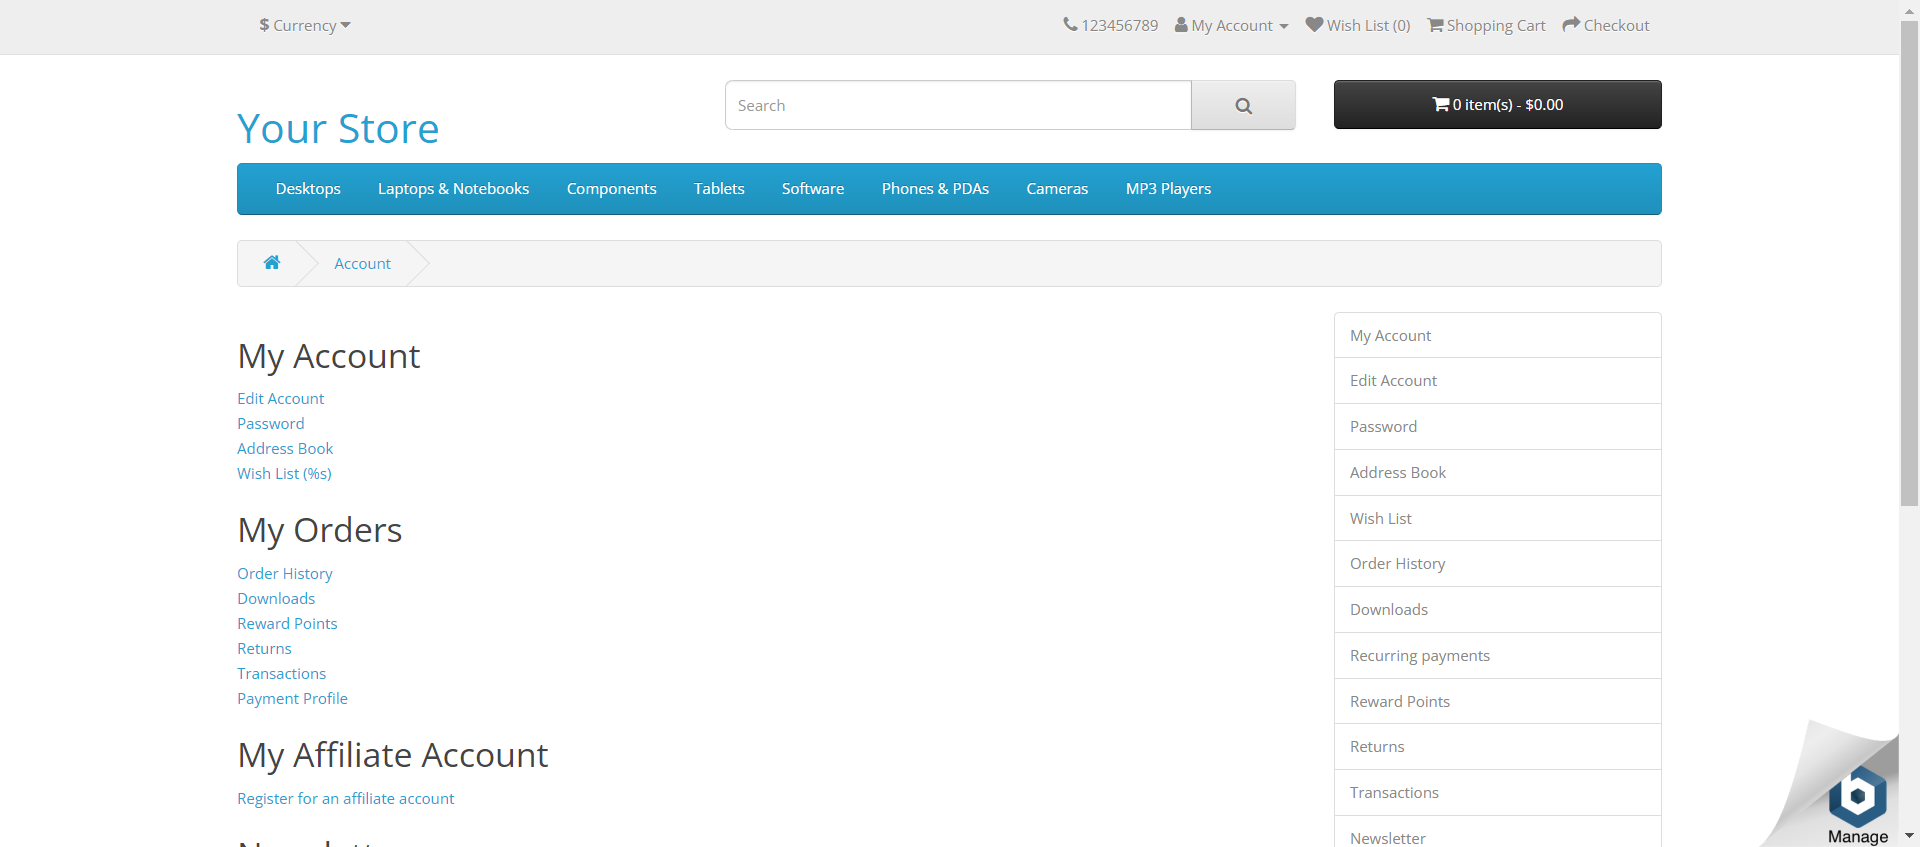 $ Currency
123456789 My Account Wish List (0) Shopping Cart Checkout
Your Store
Search
0 item(s) - $0.00
Desktops Laptops & Notebooks Components Tablets Software Phones & PDAs Cameras MP3 Players
Account
My Account
Edit Account
Password
Address Book
Wish List (%s)
My Orders
Order History
Downloads
Reward Points
Returns
Transactions
Payment Profile
My Affiliate Account
Register for an affiliate account
My Account
Edit Account
Password
Address Book
Wish List
Order History
Downloads
Recurring payments
Reward Points
Returns
Transactions
Newsletter
b
Manage